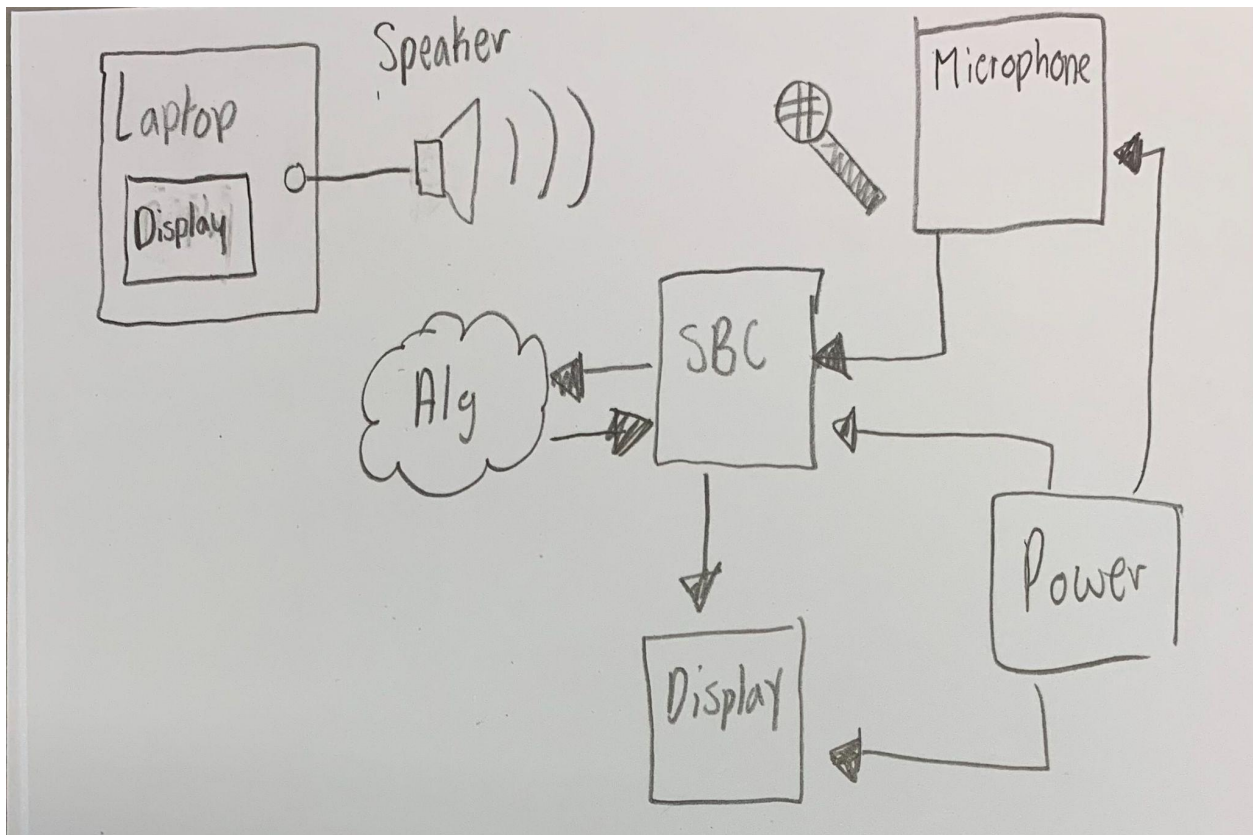 Speaker
Microphone
Laptop
Display
SBC
Alg
Power
Display